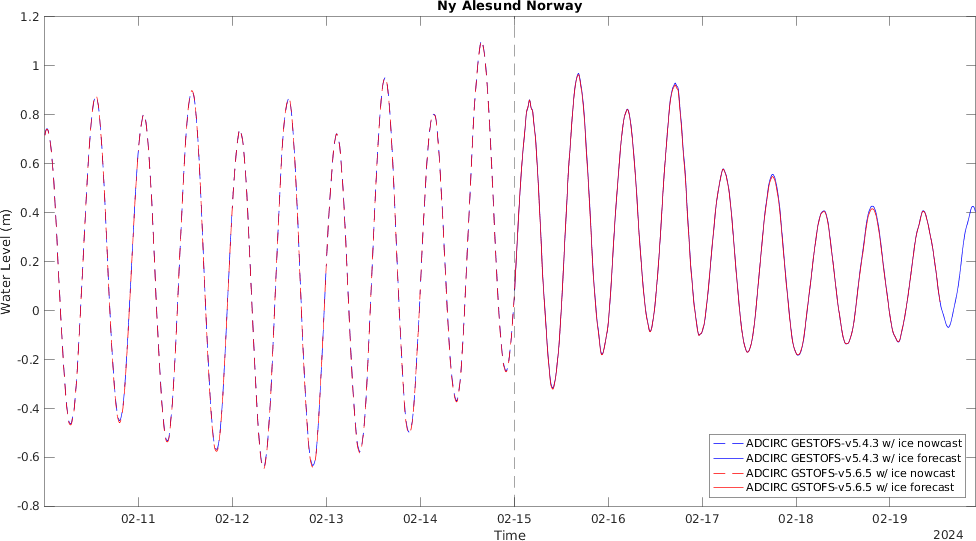 Ny Alesund Norway
1.2
1
0.8
0.6
0.4
0.2
0
-0.2
-0.4
-0.6
-0.8
Water Level (m)
ADCIRC GESTOFS-v5.4.3 w/ ice nowcast
ADCIRC GESTOFS-v5.4.3 w/ ice forecast
ADCIRC GSTOFS-v5.6.5 w/ ice nowcast
ADCIRC GSTOFS-v5.6.5 w/ ice forecast
02-11 02-12 02-13 02-14 02-15 02-16 02-17 02-18 02-19
Time
2024